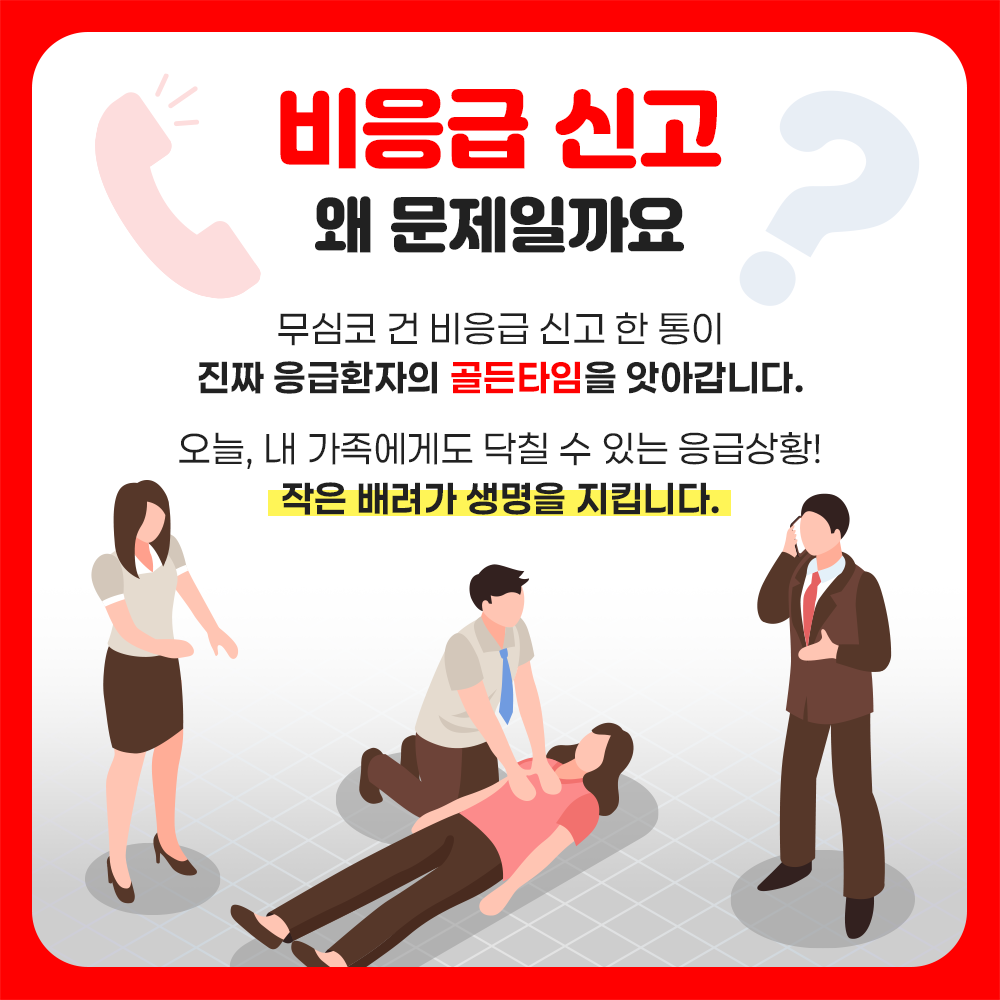 비응급 신고
왜 문제일까요
무심코 건 비응급 신고 한 통이
진짜 응급환자의 골든타임을 앗아갑니다.
오늘, 내 가족에게도 닥칠 수 있는 응급상황!
작은 배려가 생명을 지킵니다.